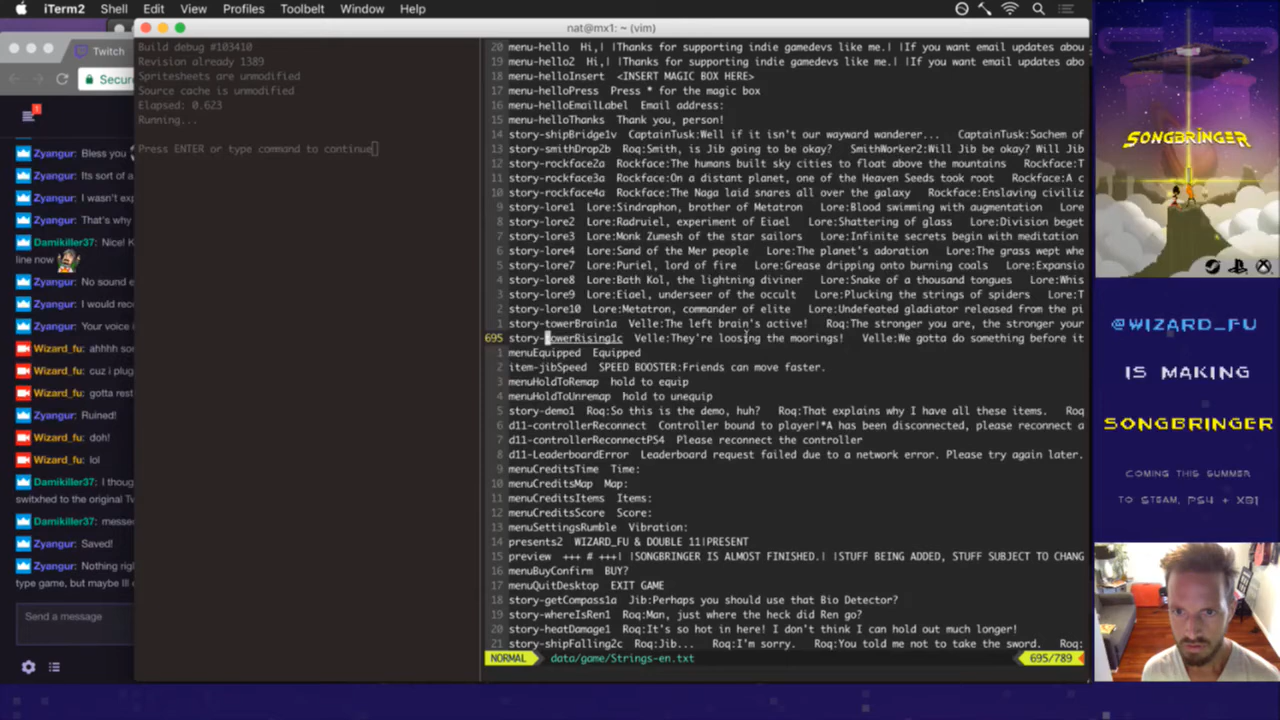 iTerm2 Shell Edit View Profiles Toolbelt Window Help
nat@mx1: ~ (vim)
Twitch
Secure
Zyangur: Bless you
Zyangur: Its sort of a
Zyangur: I wasn't exp
Zyangur: That's why
Damikiller37: Nice! K
line now
Zyangur: No sound e
Zyangur: I would reco
Zyangur: Your voice i
Wizard_fu: ahhhh so
Wizard_fu: cuz i plug
Wizard_fu: gotta rest
Zyangur: Ruined!
Wizard_fu: doh!
Wizard_fu: lol
Damikiller37: I thoug
switxhed to the original Tw
Damikiller37: messe
Zyangur: Saved!
Zyangur: Nothing righ
type game, but maybe Ill
Send a message
Build debug #103410
Revision already 1389
Spritesheets are unmodified
Source cache is unmodified
Elapsed: 0.623
Running...
Press ENTER or type command to continue
20 menu-hello Hi,| |Thanks for supporting indie gamedevs like me.| |If you want email updates abou
19 menu-hello2 Hi,| |Thanks for supporting indie gamedevs like me.| |If you want email updates abo
18 menu-helloInsert <INSERT MAGIC BOX HERE>
17 menu-helloPress Press * for the magic box
16 menu-helloEmailLabel Email address:
15 menu-helloThanks Thank you, person!
14 story-shipBridge1v CaptainTusk:Well if it isn't our wayward wanderer... CaptainTusk:Sachem of
13 story-smithDrop2b Roq:Smith, is Jib going to be okay? SmithWorker2:Will Jib be okay? Will Jib
12 story-rockface2a Rockface:The humans built sky cities to float above the mountains Rockface:T
11 story-rockface3a Rockface:On a distant planet, one of the Heaven Seeds took root Rockface:A c
10 story-rockface4a Rockface:The Naga laid snares all over the galaxy Rockface:Enslaving civiliz
9 story-lore1 Lore:Sindraphon, brother of Metatron Lore:Blood swimming with augmentation Lore
8 story-lore2 Lore:Radruiel, experiment of Eiael Lore:Shattering of glass Lore:Division beget
7 story-lore3 Lore:Monk Zumesh of the star sailors Lore:Infinite secrets begin with meditation
6 story-lore4 Lore:Sand of the Mer people Lore:The planet's adoration Lore:The grass wept whe
5 story-lore7 Lore:Puriel, lord of fire Lore:Grease dripping onto burning coals Lore:Expansio
4 story-lore8 Lore:Bath Kol, the lightning diviner Lore:Snake of a thousand tongues Lore:Whis
3 story-lore9 Lore:Eiael, underseer of the occult Lore:Plucking the strings of spiders Lore:T
2 story-lore10 Lore:Metatron, commander of elite Lore:Undefeated gladiator released from the pi
1 story-towerBrain1a Velle:The left brain's active! Roq:The stronger you are, the stronger your
695 story-towerRising1c Velle:They're loosing the moorings! Velle:We gotta do something before it
1 menuEquipped Equipped
2 item-jibSpeed SPEED BOOSTER:Friends can move faster.
3 menuHoldToRemap hold to equip
4 menuHoldToUnremap hold to unequip
5 story-demo1 Roq:So this is the demo, huh? Roq:That explains why I have all these items. Roq
6 d11-controllerReconnect Controller bound to player|*A has been disconnected, please reconnect a
7 d11-controllerReconnectPS4 Please reconnect the controller
8 d11-LeaderboardError Leaderboard request failed due to a network error. Please try again later.
9 menuCreditsTime Time:
10 menuCreditsMap Map:
11 menuCreditsItems Items:
12 menuCreditsScore Score:
13 menuSettingsRumble Vibration:
14 presents2 WIZARD_FU & DOUBLE 11|PRESENT
15 preview +++ # +++| |SONGBRINGER IS ALMOST FINISHED.| |STUFF BEING ADDED, STUFF SUBJECT TO CHANG
16 menuBuyConfirm BUY?
17 menuQuitDesktop EXIT GAME
18 story-getCompass1a Jib:Perhaps you should use that Bio Detector?
19 story-whereIsRen1 Roq:Man, just where the heck did Ren go?
20 story-heatDamage1 Roq:It's so hot in here! I don't think I can hold out much longer!
21 story-shipFalling2c Roq:Jib... Roq:I'm sorry. Roq:You told me not to take the sword. Roq:
NORMAL data/game/Strings-en.txt 695/789
SONGBRINGER
@WIZARD_FU
IS MAKING
SONGBRINGER
COMING THIS SUMMER
TO STEAM, PS4 + XB1